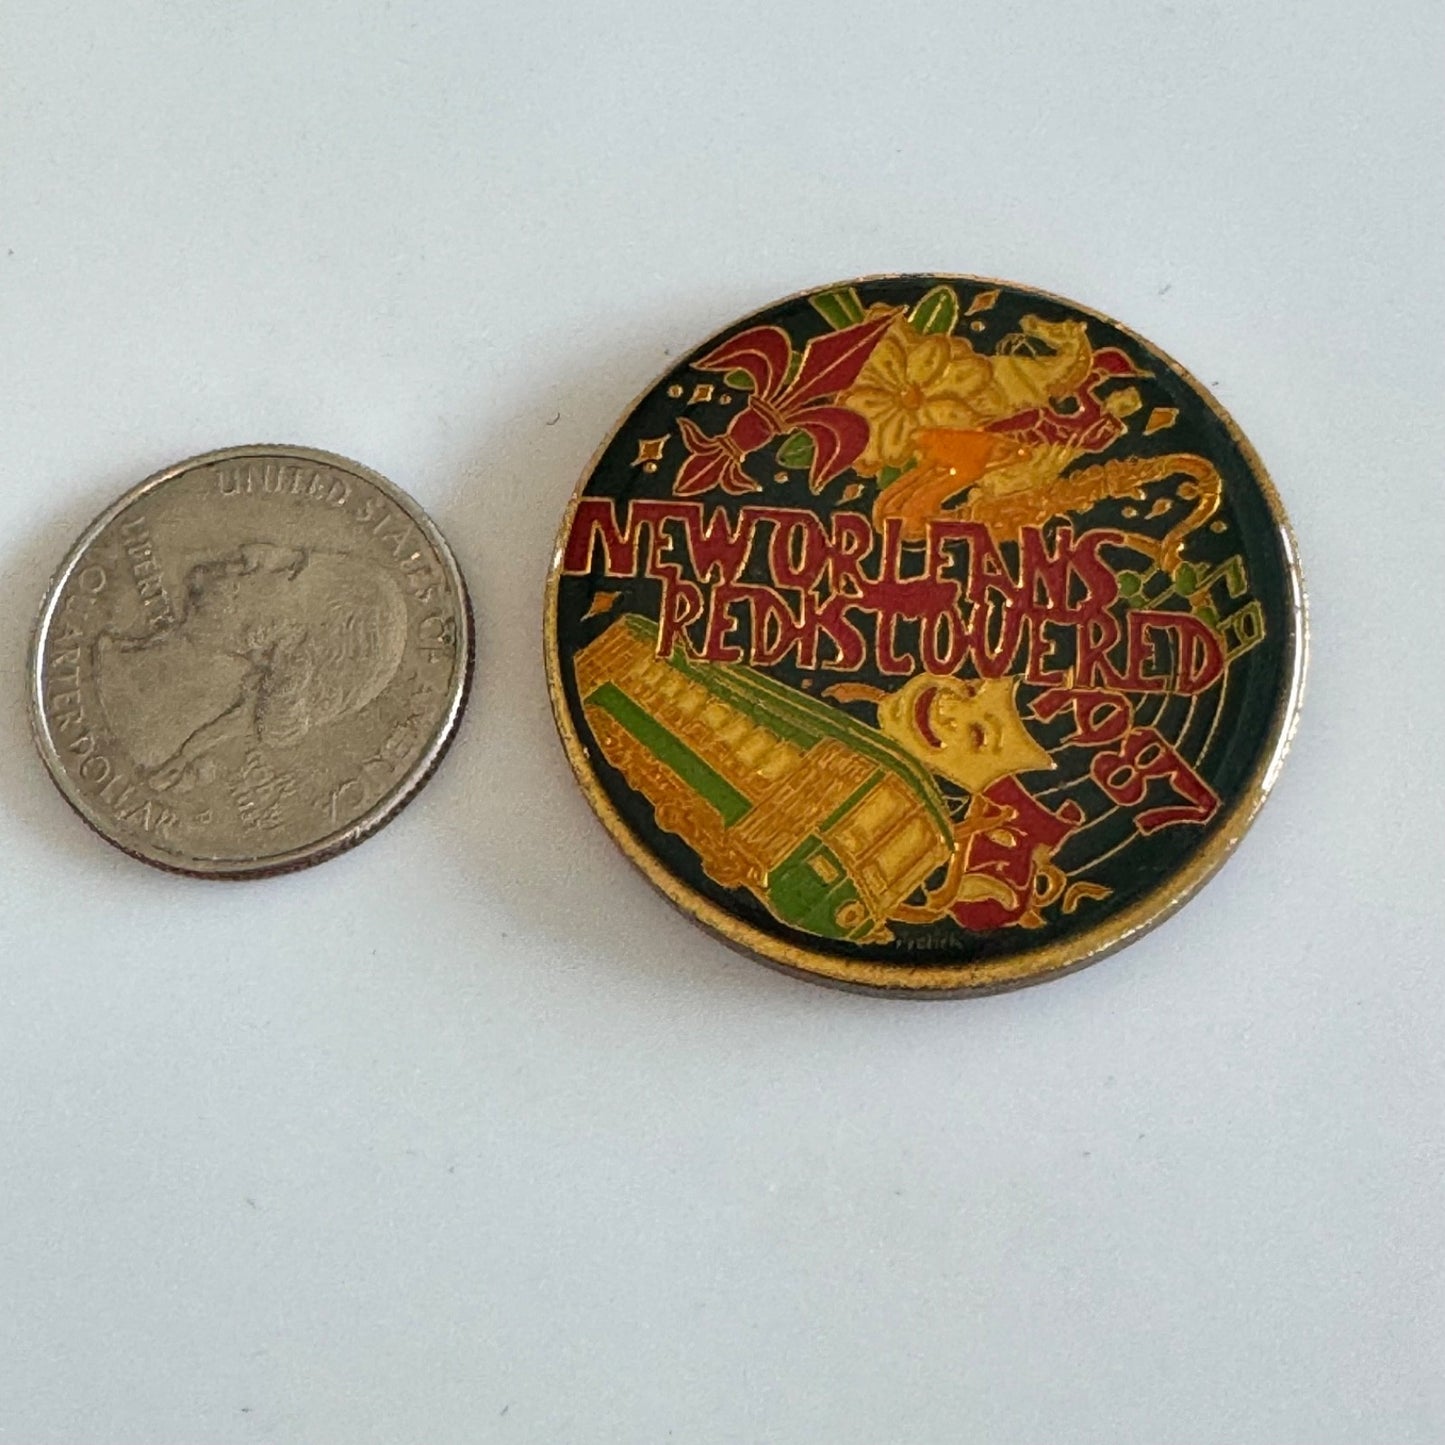 UNITED STATES OF AMERICA
LIBERTY
QUARTER DOLLAR
NEW ORLEANS
REDISCOVERED
1987